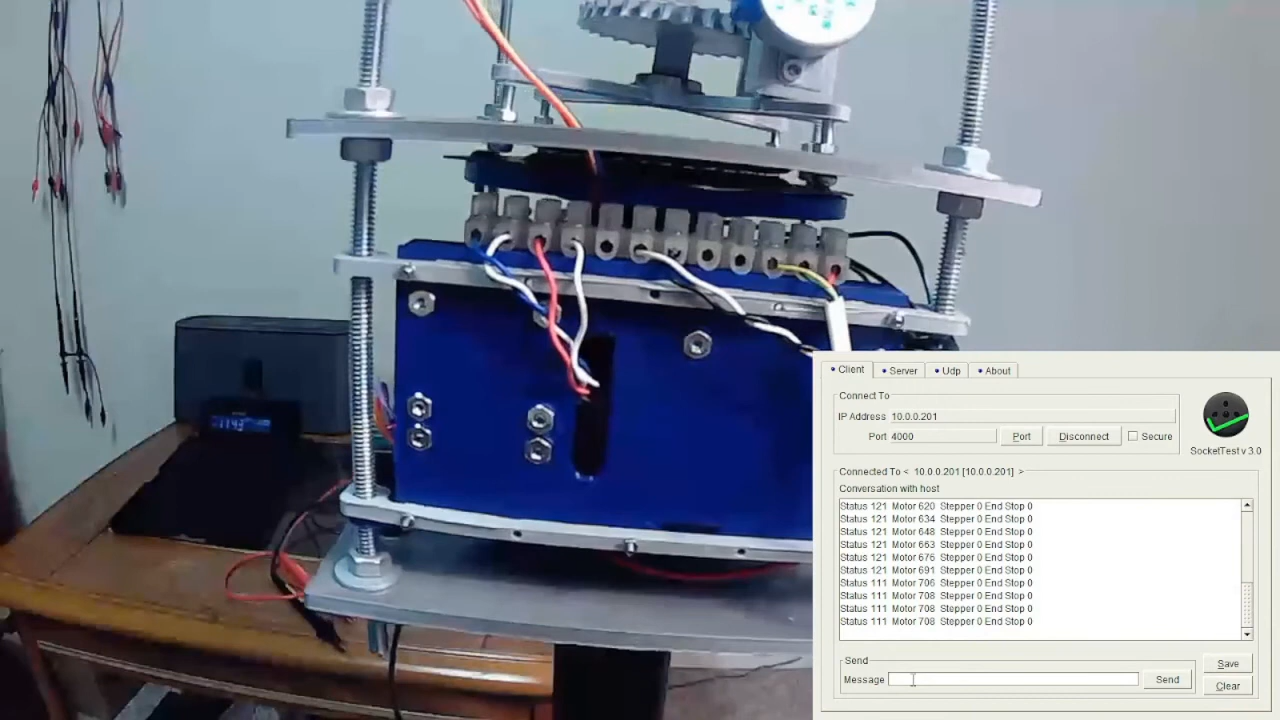 Client
Server
Udp
About
Connect To
IP Address 10.0.0.201
Port 4000 Port Disconnect Secure
SocketTest v 3.0
Connected To < 10.0.0.201 [10.0.0.201] >
Conversation with host
Status 121 Motor 620 Stepper 0 End Stop 0
Status 121 Motor 634 Stepper 0 End Stop 0
Status 121 Motor 648 Stepper 0 End Stop 0
Status 121 Motor 663 Stepper 0 End Stop 0
Status 121 Motor 676 Stepper 0 End Stop 0
Status 121 Motor 691 Stepper 0 End Stop 0
Status 111 Motor 706 Stepper 0 End Stop 0
Status 111 Motor 708 Stepper 0 End Stop 0
Status 111 Motor 708 Stepper 0 End Stop 0
Status 111 Motor 708 Stepper 0 End Stop 0
Send
Message Send
Save
Clear